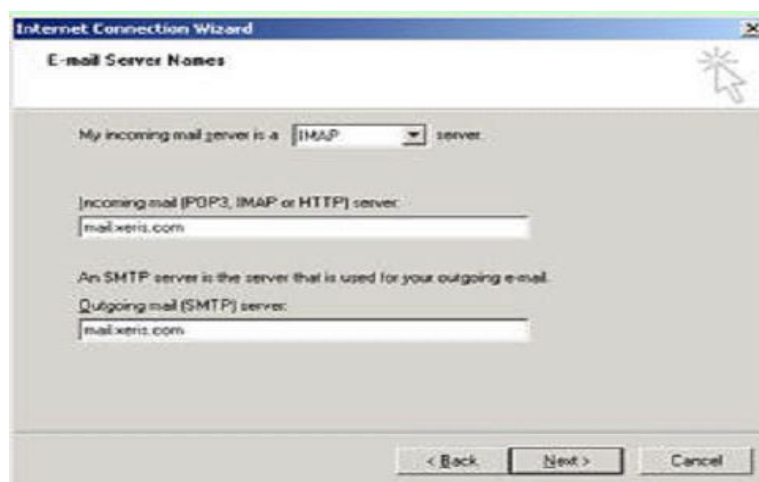 Internet Connection Wizard
E-mail Server Names
My incoming mail server is a IMAP server.
Incoming mail (POP3, IMAP or HTTP) server:
mail.xeris.com
An SMTP server is the server that is used for your outgoing e-mail.
Outgoing mail (SMTP) server:
mail.xeris.com
< Back Next > Cancel